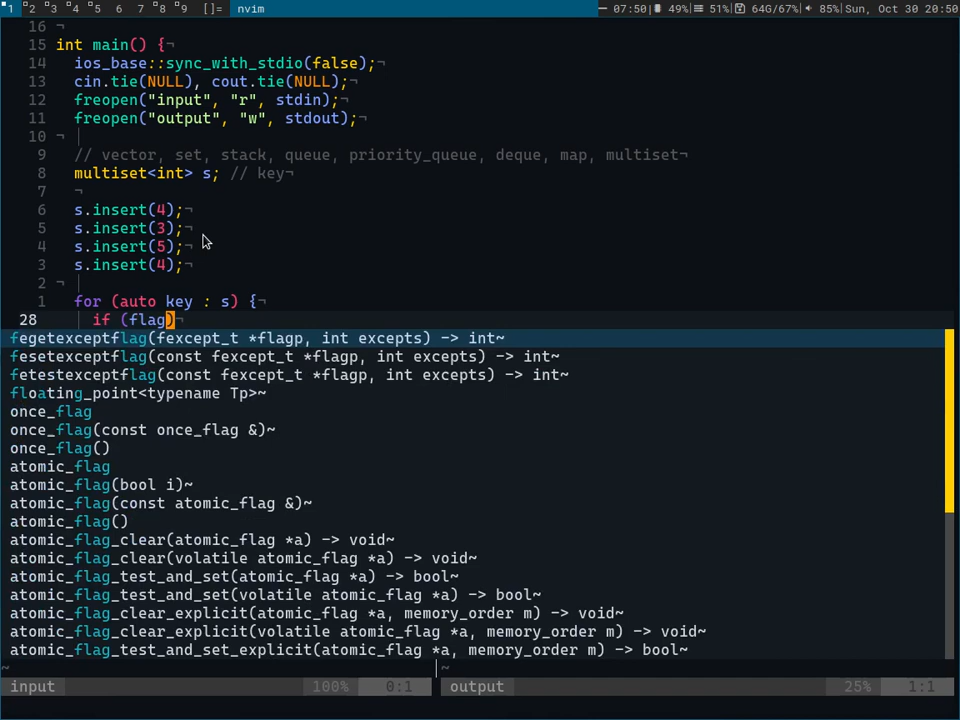 1 2 3 4 5 6 7 8 9 []= nvim 07:50 49% 51% 64G/67% 85% Sun, Oct 30 20:50
16 ¬
15 int main() {¬
14 ios_base::sync_with_stdio(false);¬
13 cin.tie(NULL), cout.tie(NULL);¬
12 freopen("input", "r", stdin);¬
11 freopen("output", "w", stdout);¬
10 ¬
9 // vector, set, stack, queue, priority_queue, deque, map, multiset¬
8 multiset<int> s; // key¬
7 ¬
6 s.insert(4);¬
5 s.insert(3);¬
4 s.insert(5);¬
3 s.insert(4);¬
2 ¬
1 for (auto key : s) {¬
28 if (flag)¬
fegetexceptflag(fexcept_t *flagp, int excepts) -> int~
fesetexceptflag(const fexcept_t *flagp, int excepts) -> int~
fetestexceptflag(const fexcept_t *flagp, int excepts) -> int~
floating_point<typename Tp>~
once_flag
once_flag(const once_flag &)~
once_flag()
atomic_flag
atomic_flag(bool i)~
atomic_flag(const atomic_flag &)~
atomic_flag()
atomic_flag_clear(atomic_flag *a) -> void~
atomic_flag_clear(volatile atomic_flag *a) -> void~
atomic_flag_test_and_set(atomic_flag *a) -> bool~
atomic_flag_test_and_set(volatile atomic_flag *a) -> bool~
atomic_flag_clear_explicit(atomic_flag *a, memory_order m) -> void~
atomic_flag_clear_explicit(volatile atomic_flag *a, memory_order m) -> void~
atomic_flag_test_and_set_explicit(atomic_flag *a, memory_order m) -> bool~
~ ~
input 100% 0:1 output 25% 1:1